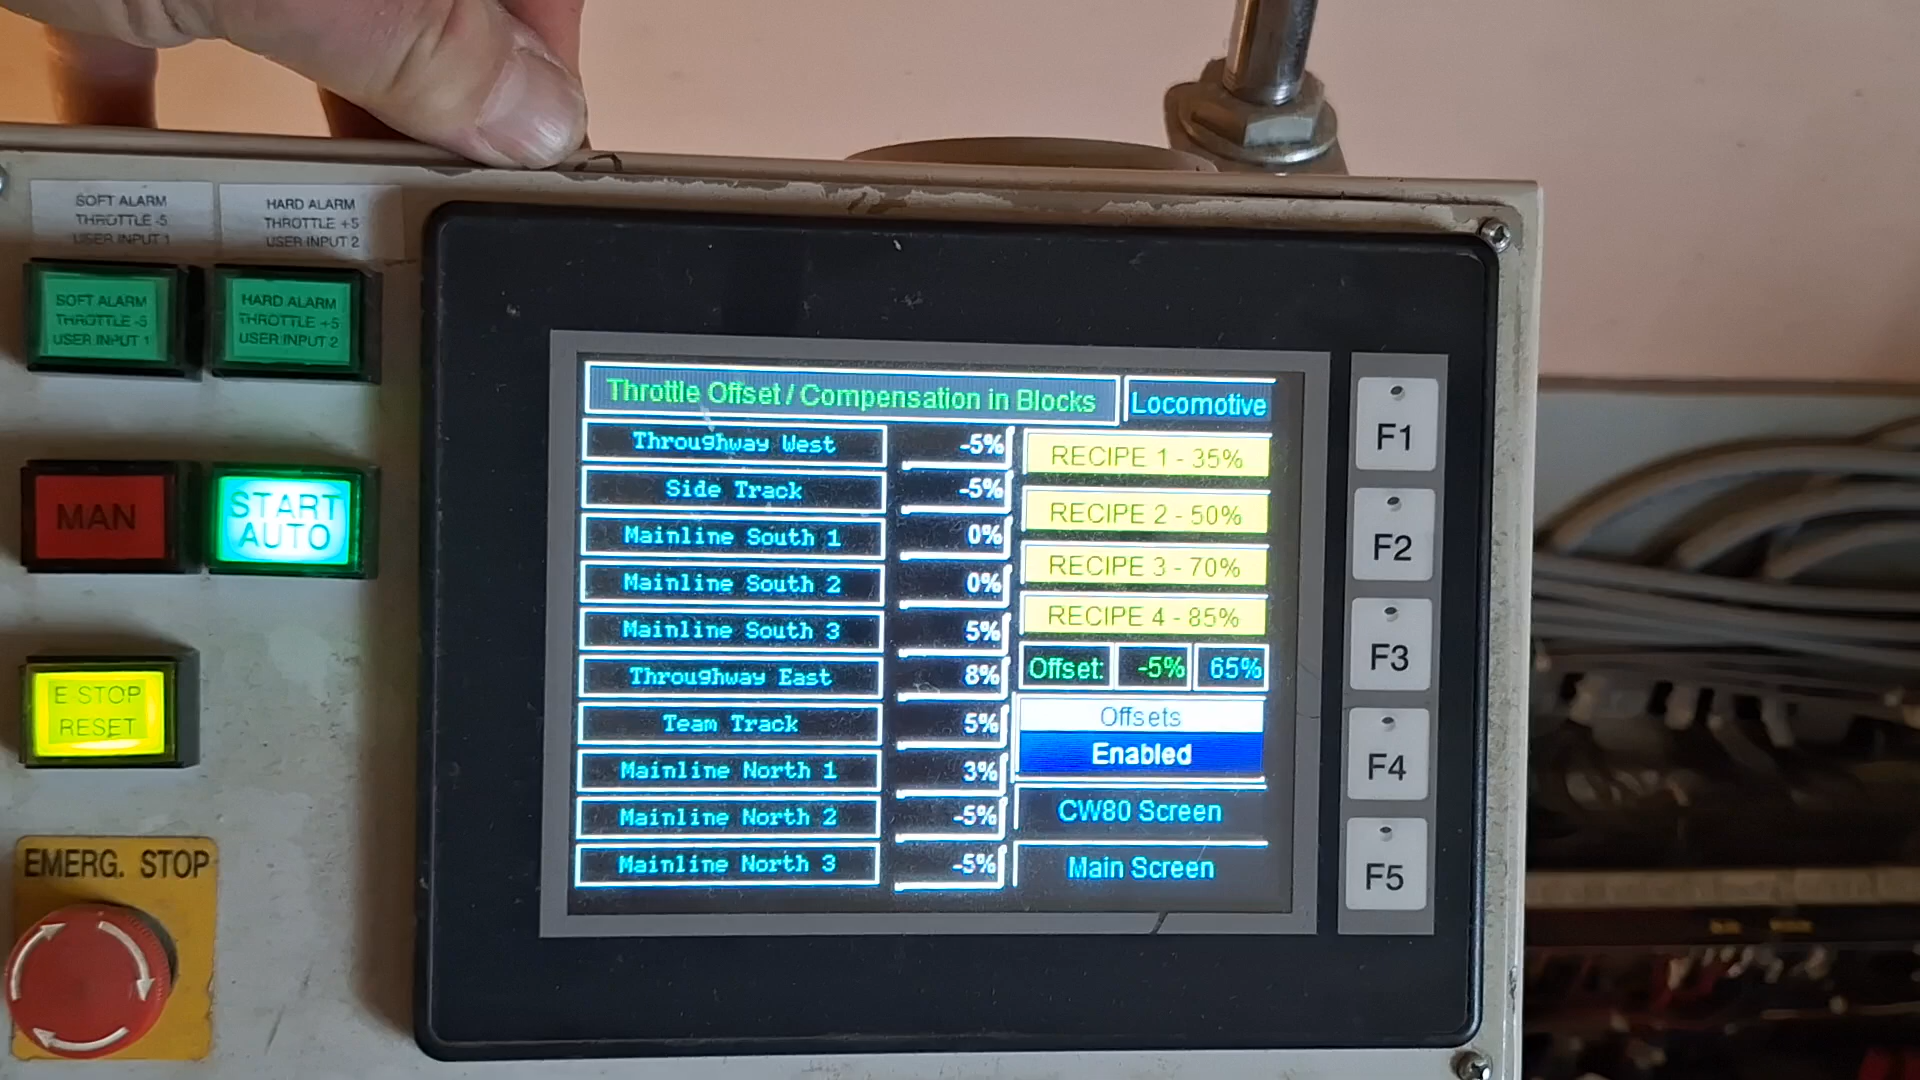 SOFT ALARM
THROTTLE -5
USER INPUT 1
HARD ALARM
THROTTLE +5
USER INPUT 2
SOFT ALARM
THROTTLE -5
USER INPUT 1
HARD ALARM
THROTTLE +5
USER INPUT 2
MAN
START
AUTO
E STOP
RESET
EMERG. STOP
Throttle Offset / Compensation in Blocks
Locomotive
Throughway West -5%
Side Track -5%
Mainline South 1 0%
Mainline South 2 0%
Mainline South 3 5%
Throughway East 8%
Team Track 5%
Mainline North 1 3%
Mainline North 2 -5%
Mainline North 3 -5%
RECIPE 1 - 35%
RECIPE 2 - 50%
RECIPE 3 - 70%
RECIPE 4 - 85%
Offset: -5% 65%
Offsets
Enabled
CW80 Screen
Main Screen
F1
F2
F3
F4
F5